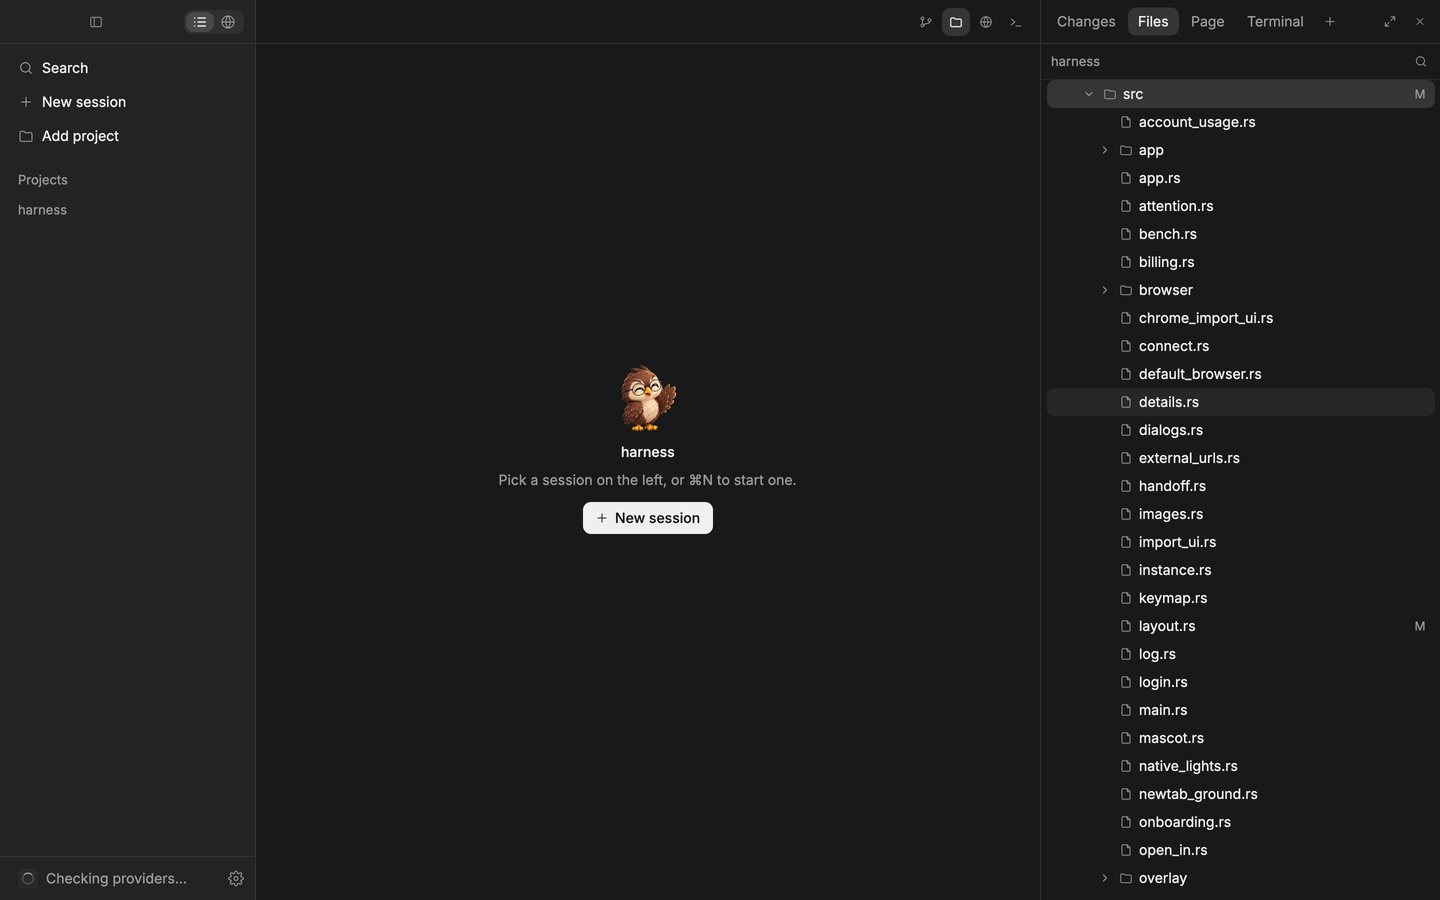 Search
New session
Add project
Projects
harness
Checking providers...
harness
Pick a session on the left, or ⌘N to start one.
New session
Changes
Files
Page
Terminal
harness
src M
account_usage.rs
app
app.rs
attention.rs
bench.rs
billing.rs
browser
chrome_import_ui.rs
connect.rs
default_browser.rs
details.rs
dialogs.rs
external_urls.rs
handoff.rs
images.rs
import_ui.rs
instance.rs
keymap.rs
layout.rs M
log.rs
login.rs
main.rs
mascot.rs
native_lights.rs
newtab_ground.rs
onboarding.rs
open_in.rs
overlay